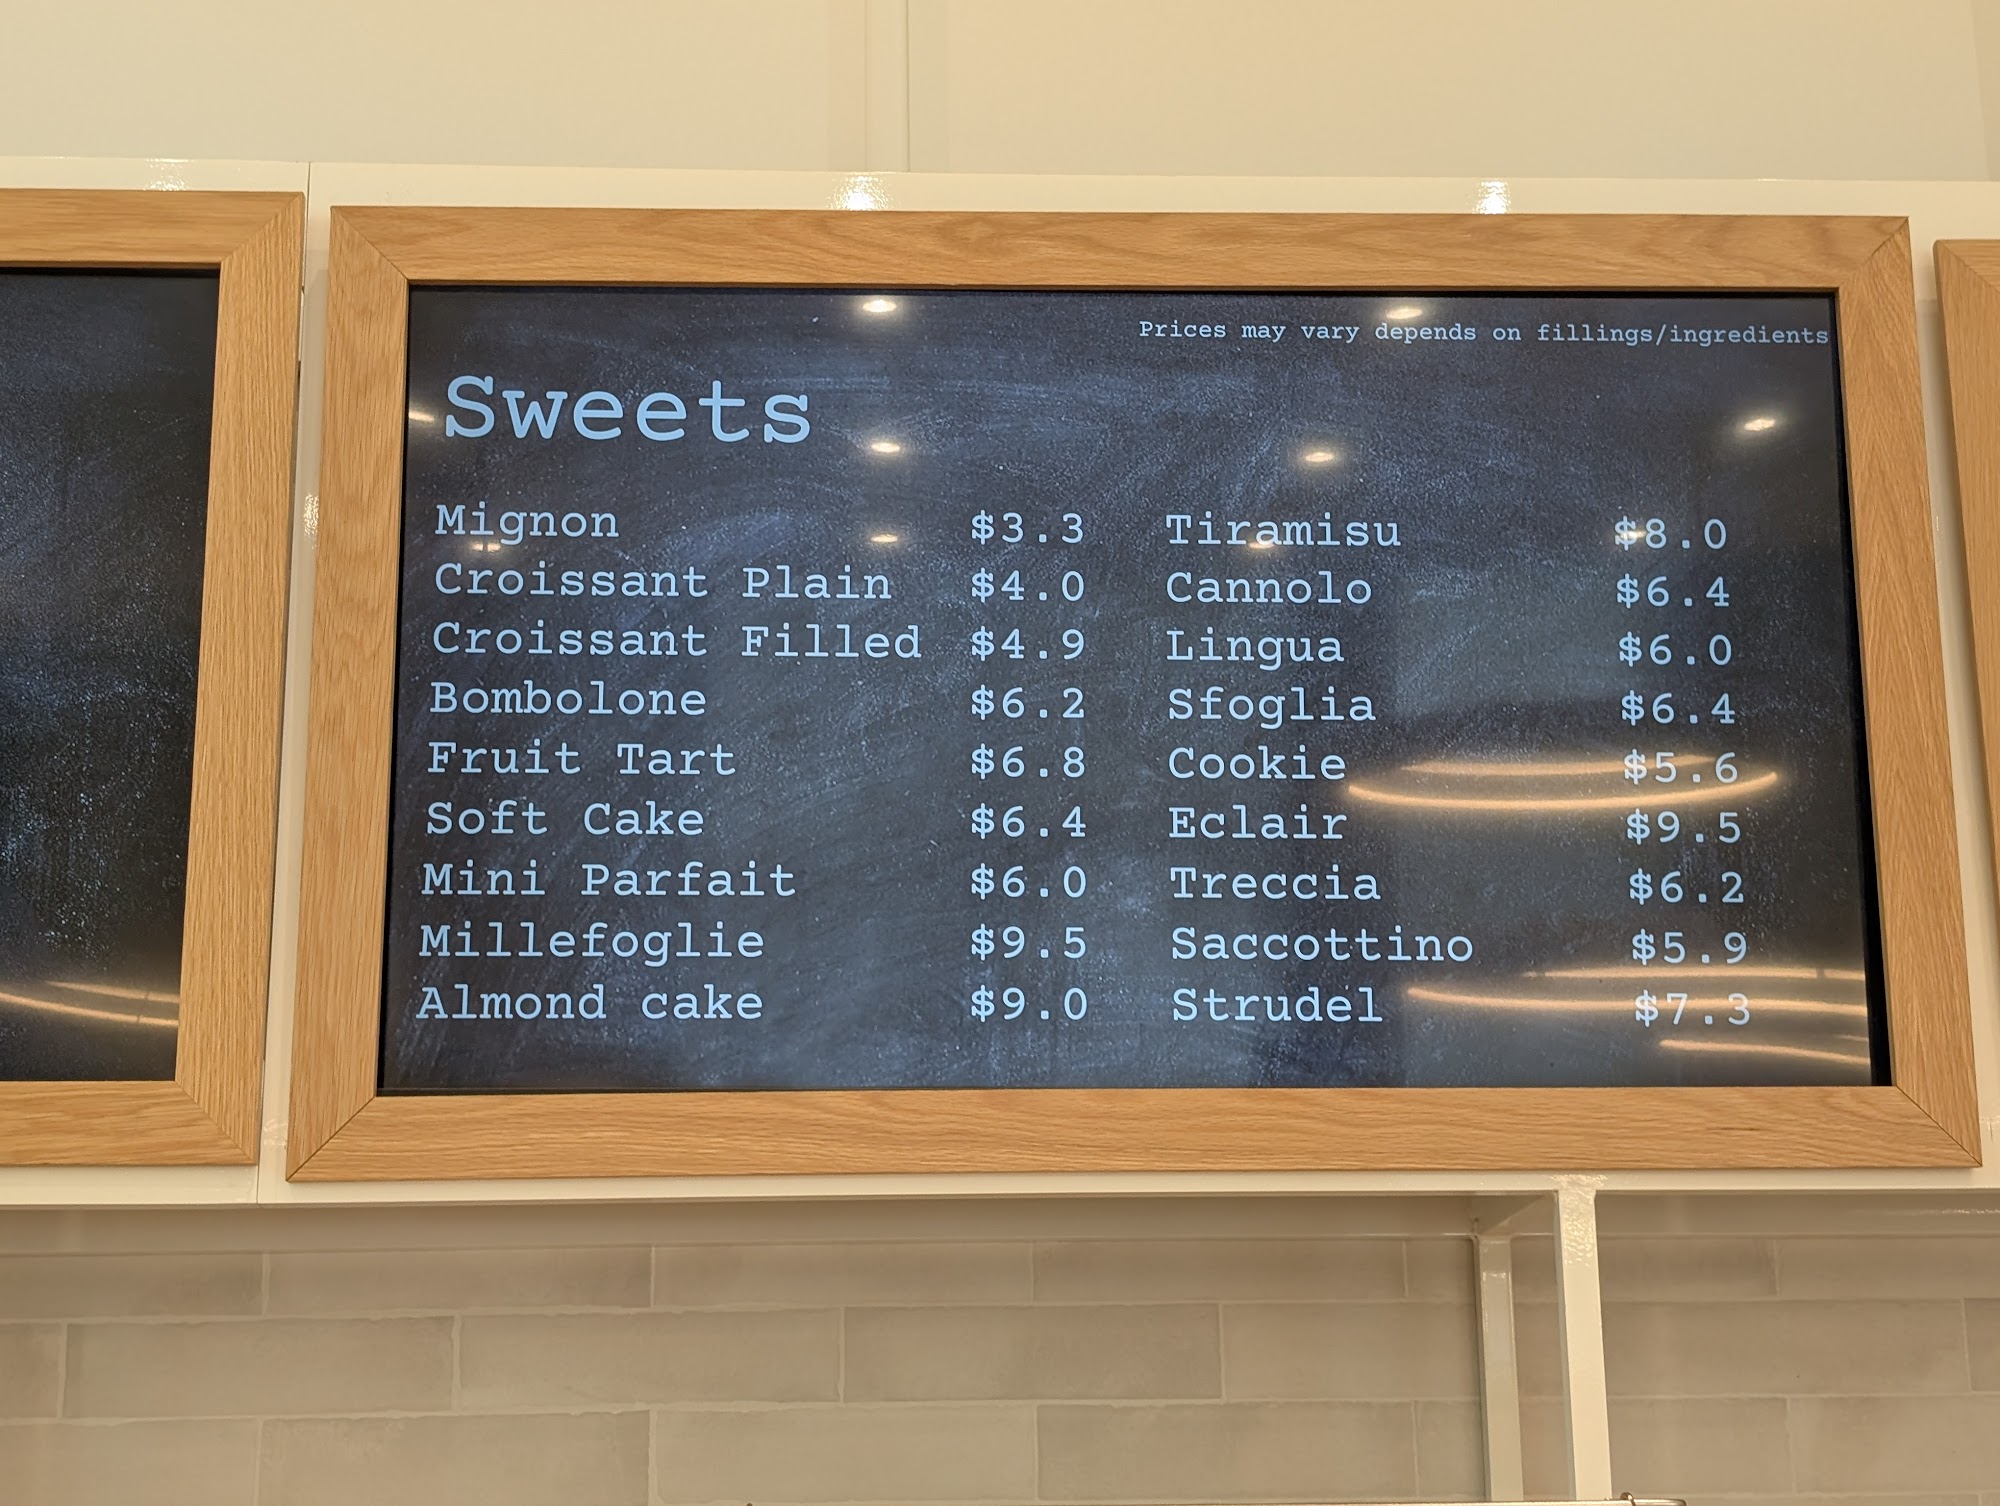 Prices may vary depends on fillings/ingredients
Sweets
Mignon $3.3
Croissant Plain $4.0
Croissant Filled $4.9
Bombolone $6.2
Fruit Tart $6.8
Soft Cake $6.4
Mini Parfait $6.0
Millefoglie $9.5
Almond cake $9.0
Tiramisu $8.0
Cannolo $6.4
Lingua $6.0
Sfoglia $6.4
Cookie $5.6
Eclair $9.5
Treccia $6.2
Saccottino $5.9
Strudel $7.3